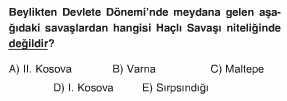 Beylikten Devlete Dönemi'nde meydana gelen aşa-
ğıdaki savaşlardan hangisi Haçlı Savaşı niteliğinde
değildir?
A) II. Kosova B) Varna C) Maltepe
D) I. Kosova E) Sırpsındığı